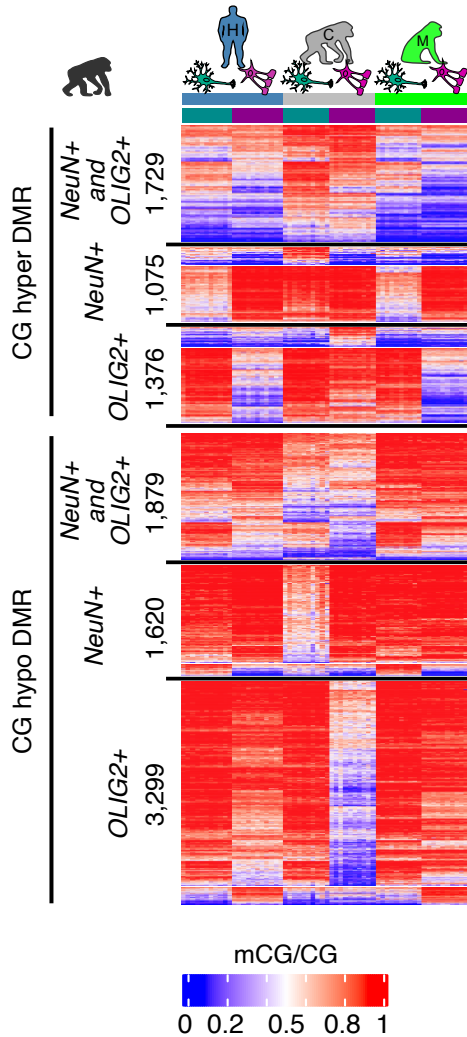 H
C
M
CG hyper DMR
NeuN+
and
OLIG2+
1,729
NeuN+
1,075
OLIG2+
1,376
CG hypo DMR
NeuN+
and
OLIG2+
1,879
NeuN+
1,620
OLIG2+
3,299
mCG/CG
0 0.2 0.5 0.8 1